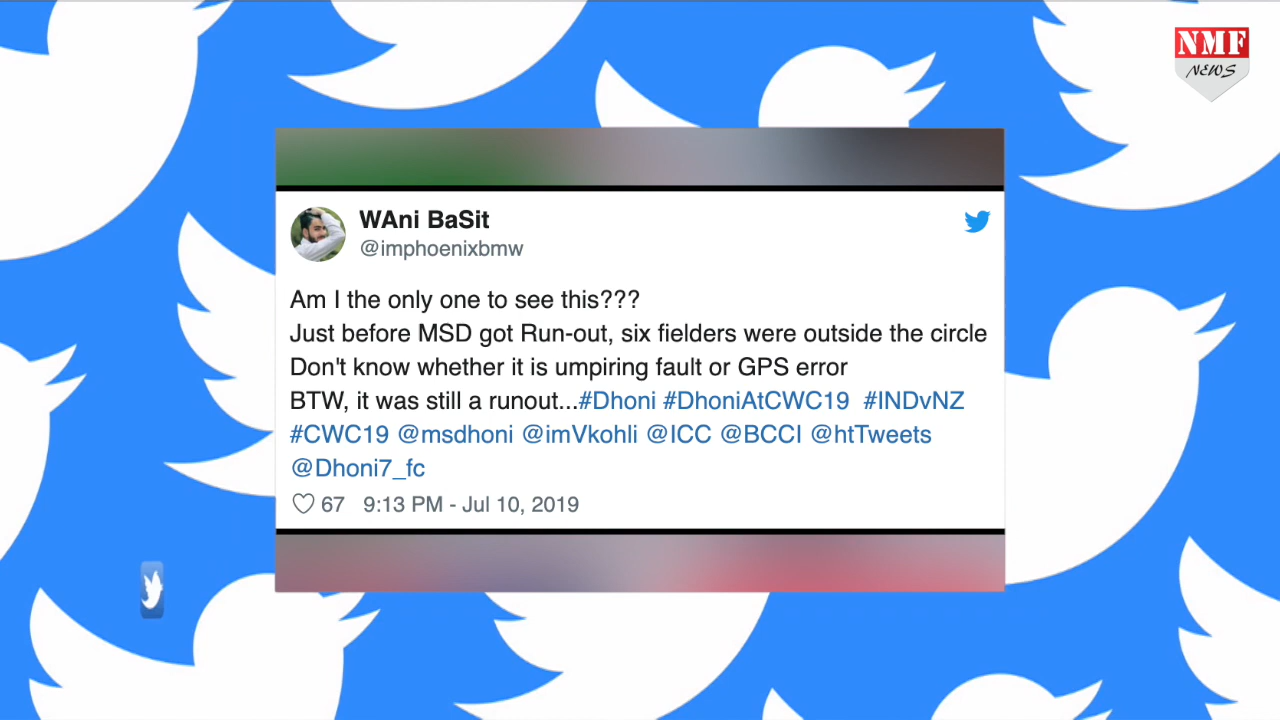 NMF
NEWS
WAni BaSit
@imphoenixbmw
Am I the only one to see this???
Just before MSD got Run-out, six fielders were outside the circle
Don't know whether it is umpiring fault or GPS error
BTW, it was still a runout...#Dhoni #DhoniAtCWC19 #INDvNZ
#CWC19 @msdhoni @imVkohli @ICC @BCCI @htTweets
@Dhoni7_fc
67 9:13 PM - Jul 10, 2019